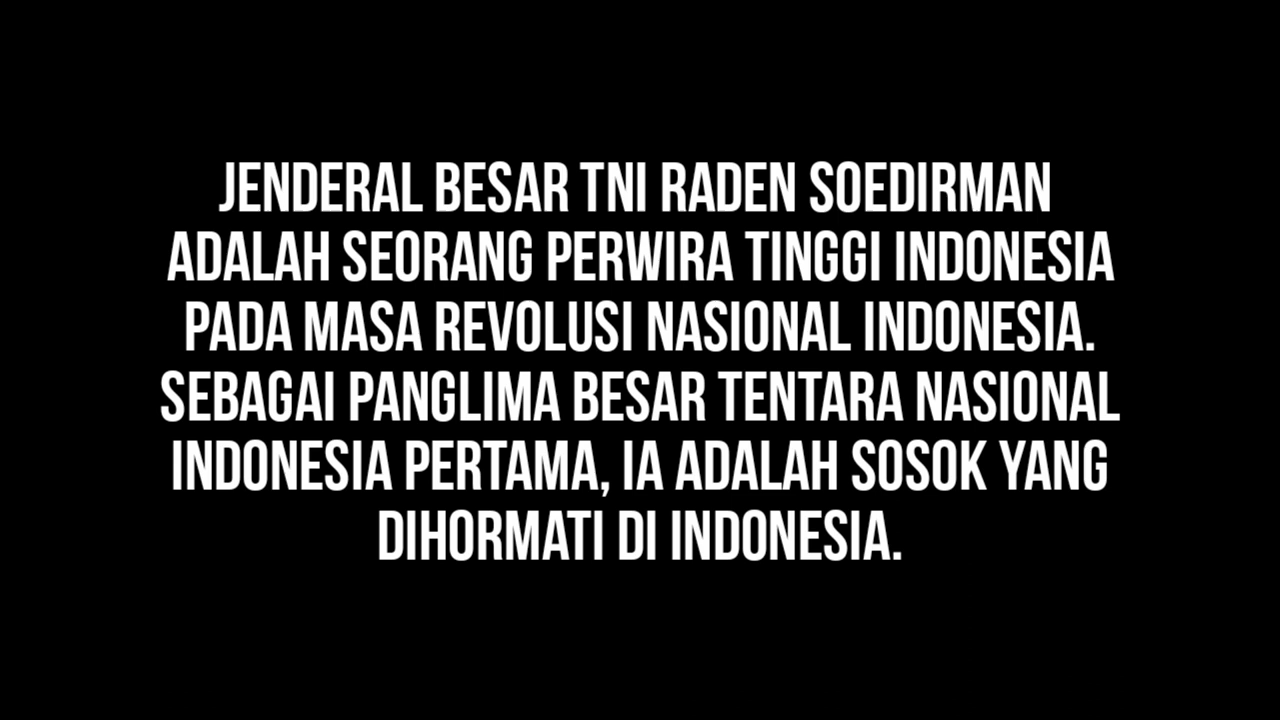 JENDERAL BESAR TNI RADEN SOEDIRMAN
ADALAH SEORANG PERWIRA TINGGI INDONESIA
PADA MASA REVOLUSI NASIONAL INDONESIA.
SEBAGAI PANGLIMA BESAR TENTARA NASIONAL
INDONESIA PERTAMA, IA ADALAH SOSOK YANG
DIHORMATI DI INDONESIA.